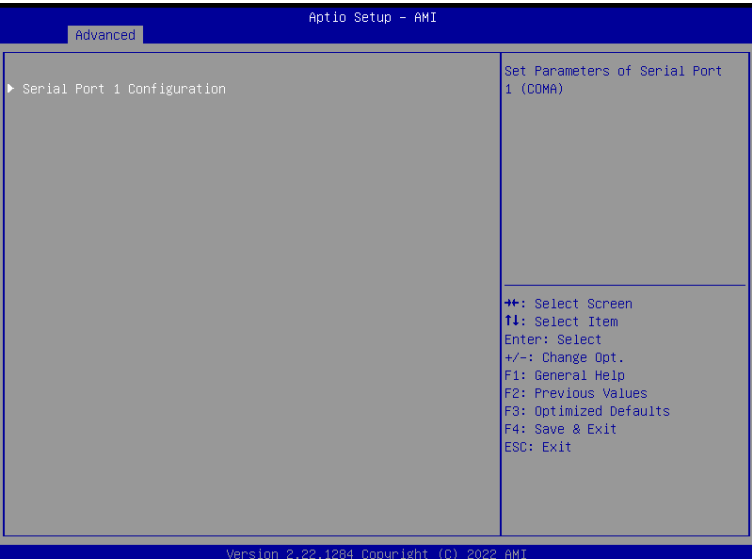 Aptio Setup – AMI
Advanced
▶ Serial Port 1 Configuration
Set Parameters of Serial Port
1 (COMA)
→←: Select Screen
↑↓: Select Item
Enter: Select
+/-: Change Opt.
F1: General Help
F2: Previous Values
F3: Optimized Defaults
F4: Save & Exit
ESC: Exit
Version 2.22.1284 Copyright (C) 2022 AMI